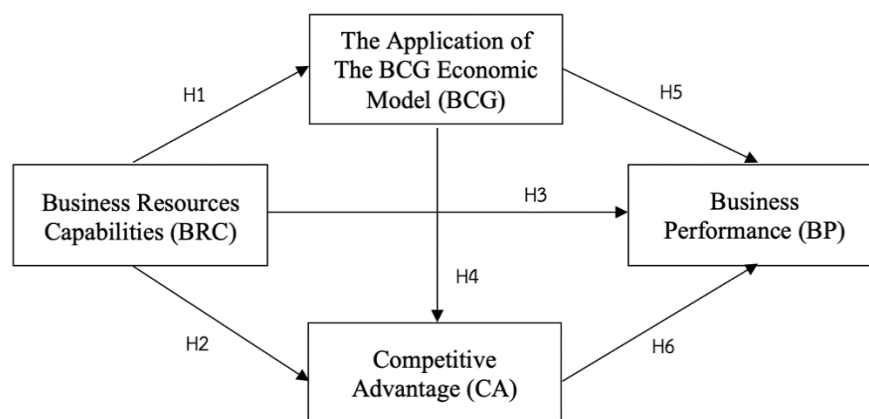 The Application of
The BCG Economic
Model (BCG)
H1
H5
Business Resources
Capabilities (BRC)
H3
Business
Performance (BP)
H4
H2
Competitive
Advantage (CA)
H6